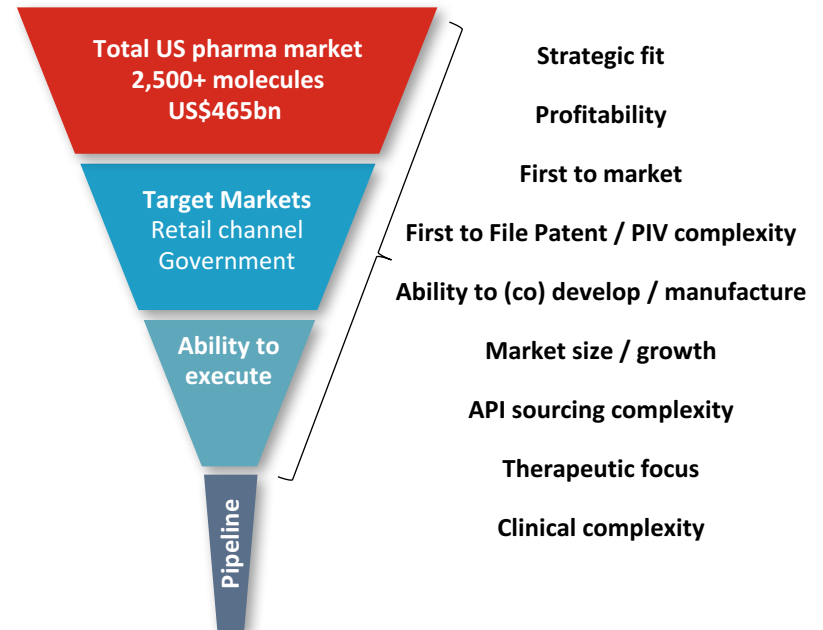 Total US pharma market
2,500+ molecules
US$465bn
Target Markets
Retail channel
Government
Ability to
execute
Pipeline
Strategic fit
Profitability
First to market
First to File Patent / PIV complexity
Ability to (co) develop / manufacture
Market size / growth
API sourcing complexity
Therapeutic focus
Clinical complexity